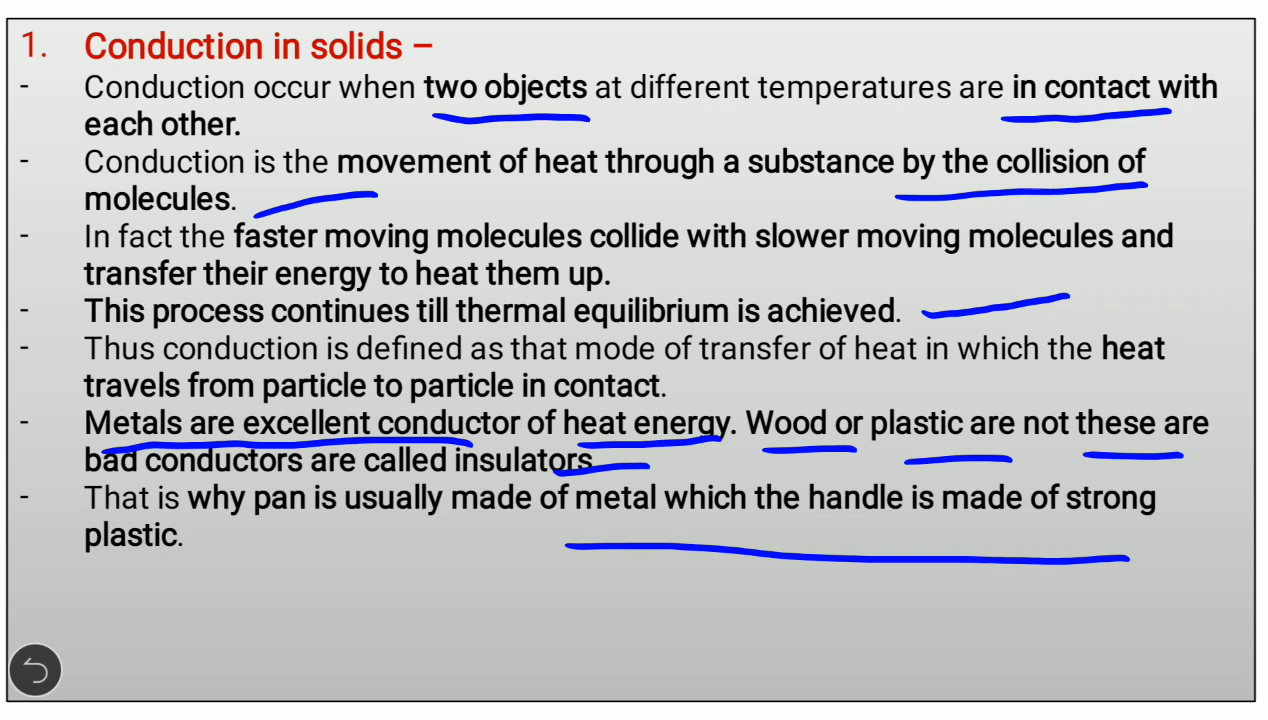 1. Conduction in solids –
- Conduction occur when two objects at different temperatures are in contact with
each other.
- Conduction is the movement of heat through a substance by the collision of
molecules.
- In fact the faster moving molecules collide with slower moving molecules and
transfer their energy to heat them up.
- This process continues till thermal equilibrium is achieved.
- Thus conduction is defined as that mode of transfer of heat in which the heat
travels from particle to particle in contact.
- Metals are excellent conductor of heat energy. Wood or plastic are not these are
bad conductors are called insulators
- That is why pan is usually made of metal which the handle is made of strong
plastic.